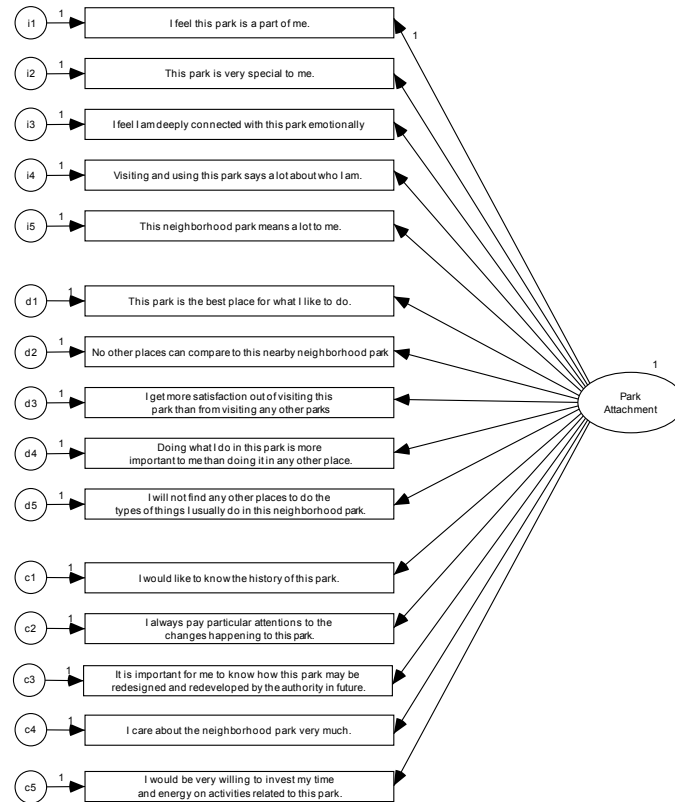 i1
1
I feel this park is a part of me.
1
i2
1
This park is very special to me.
i3
1
I feel I am deeply connected with this park emotionally
i4
1
Visiting and using this park says a lot about who I am.
i5
1
This neighborhood park means a lot to me.
d1
1
This park is the best place for what I like to do.
d2
1
No other places can compare to this nearby neighborhood park
1
Park
Attachment
d3
1
I get more satisfaction out of visiting this
park than from visiting any other parks
d4
1
Doing what I do in this park is more
important to me than doing it in any other place.
d5
1
I will not find any other places to do the
types of things I usually do in this neighborhood park.
c1
1
I would like to know the history of this park.
c2
1
I always pay particular attentions to the
changes happening to this park.
c3
1
It is important for me to know how this park may be
redesigned and redeveloped by the authority in future.
c4
1
I care about the neighborhood park very much.
c5
1
I would be very willing to invest my time
and energy on activities related to this park.